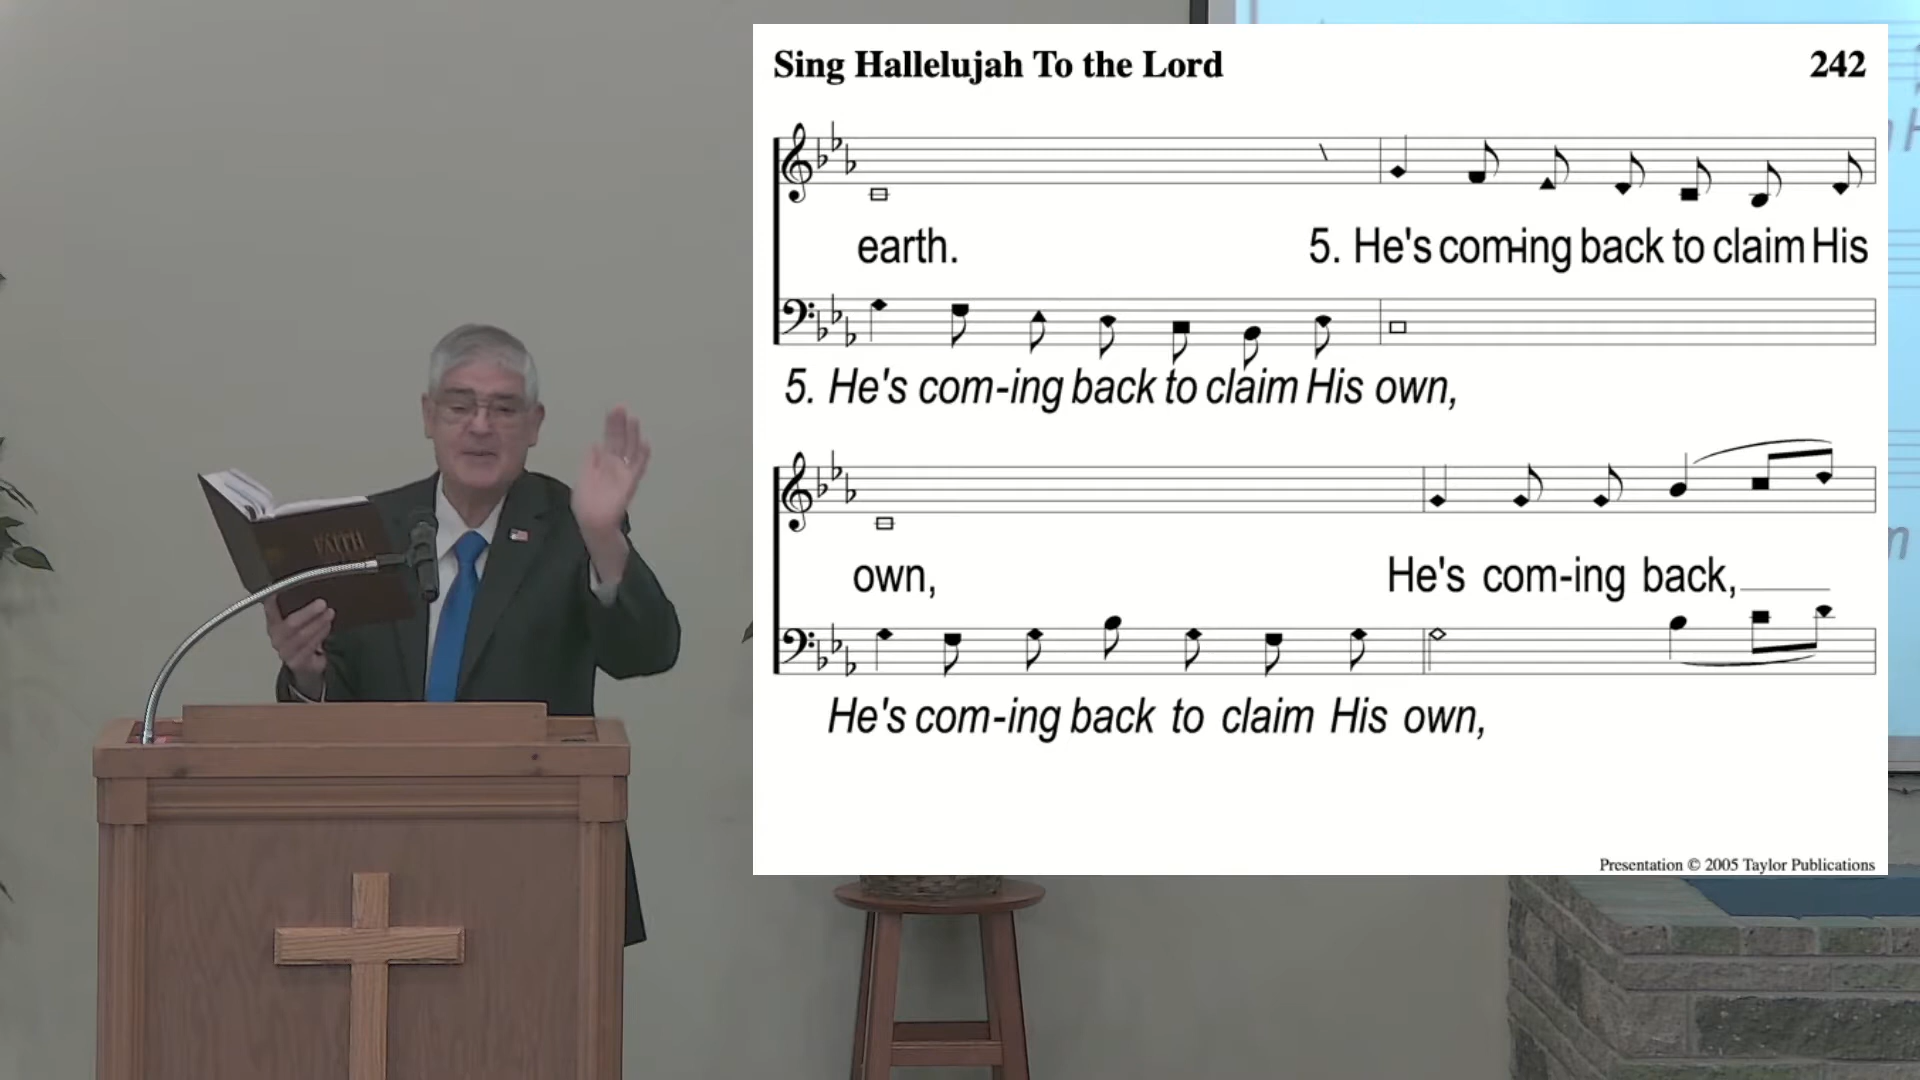 Sing Hallelujah To the Lord 242
earth. 5. He's com-ing back to claim His
5. He's com-ing back to claim His own,
own, He's com-ing back,
He's com-ing back to claim His own,
Presentation © 2005 Taylor Publications
FAITH